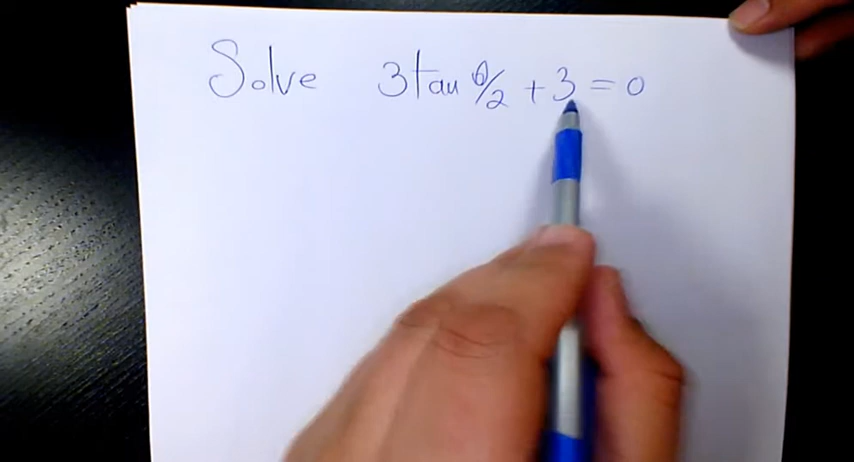 Solve 3tan θ/2 + 3 = 0